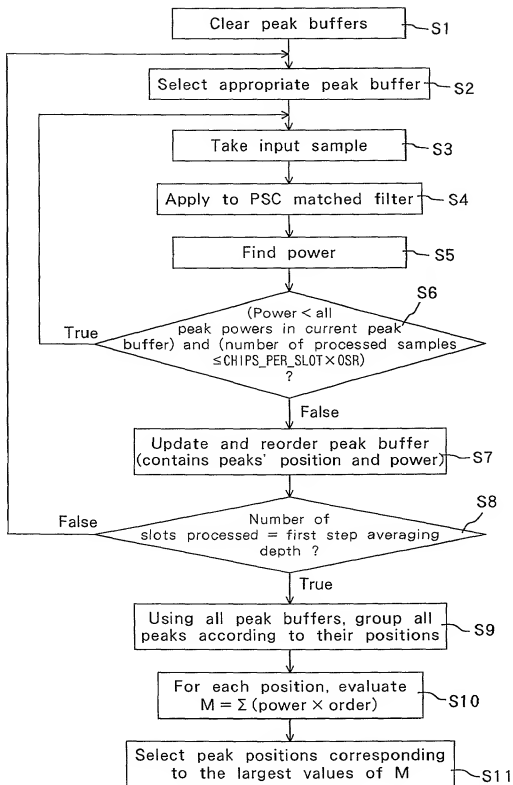 Clear peak buffers
S1
Select appropriate peak buffer
S2
Take input sample
S3
Apply to PSC matched filter
S4
Find power
S5
S6
(Power < all
peak powers in current peak
buffer) and (number of processed samples
≤CHIPS_PER_SLOT×OSR)
?
True
False
Update and reorder peak buffer
(contains peaks' position and power)
S7
S8
Number of
slots processed = first step averaging
depth ?
False
True
Using all peak buffers, group all
peaks according to their positions
S9
For each position, evaluate
M = Σ (power × order)
S10
Select peak positions corresponding
to the largest values of M
S11